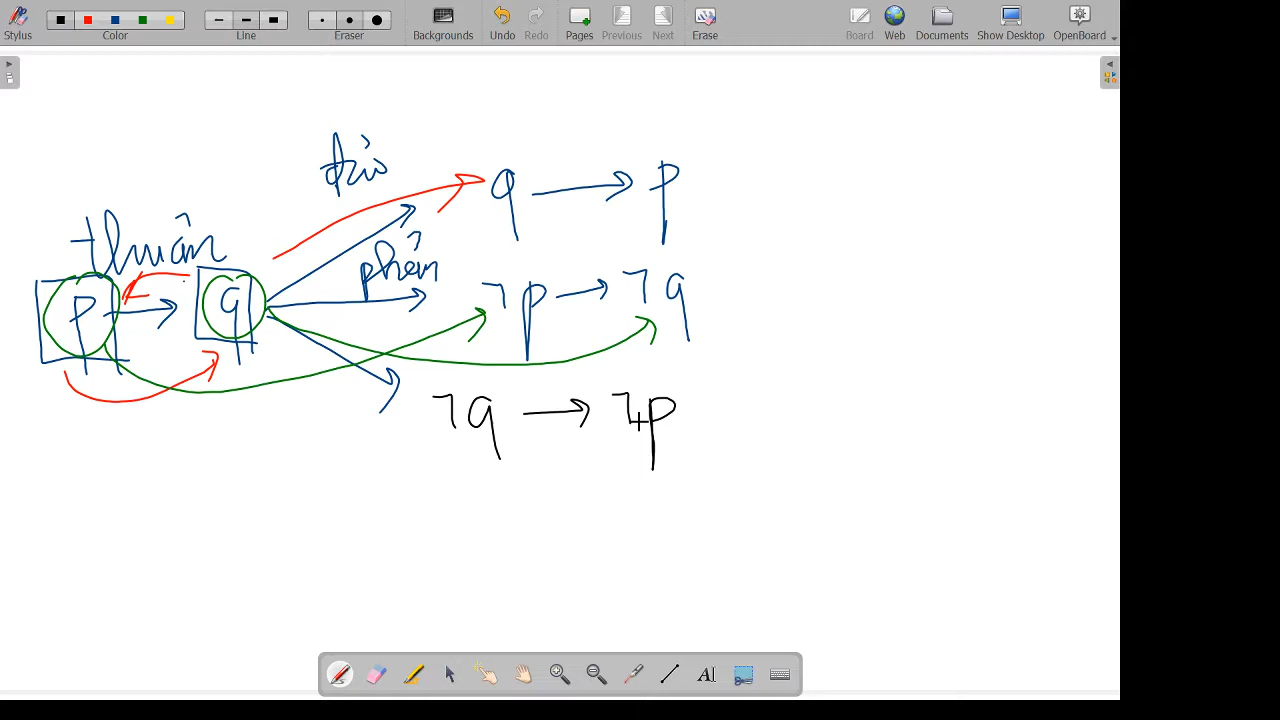 Stylus Color Line Eraser Backgrounds Undo Redo Pages Previous Next Erase Board Web Documents Show Desktop OpenBoard
đảo
q → p
thuận
phản
p → q
¬p → ¬q
¬q → ¬p
AI